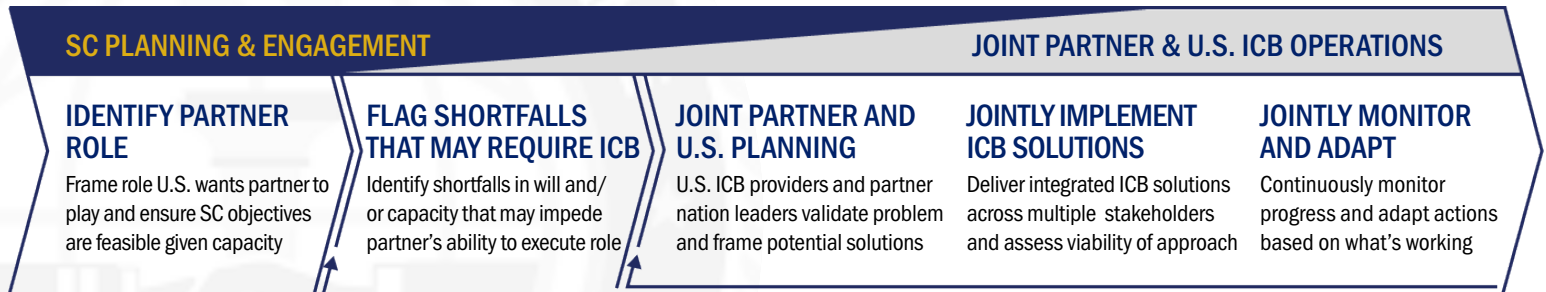 SC PLANNING & ENGAGEMENT
JOINT PARTNER & U.S. ICB OPERATIONS
IDENTIFY PARTNER
ROLE
Frame role U.S. wants partner to
play and ensure SC objectives
are feasible given capacity
FLAG SHORTFALLS
THAT MAY REQUIRE ICB
Identify shortfalls in will and/
or capacity that may impede
partner's ability to execute role
JOINT PARTNER AND
U.S. PLANNING
U.S. ICB providers and partner
nation leaders validate problem
and frame potential solutions
JOINTLY IMPLEMENT
ICB SOLUTIONS
Deliver integrated ICB solutions
across multiple stakeholders
and assess viability of approach
JOINTLY MONITOR
AND ADAPT
Continuously monitor
progress and adapt actions
based on what's working